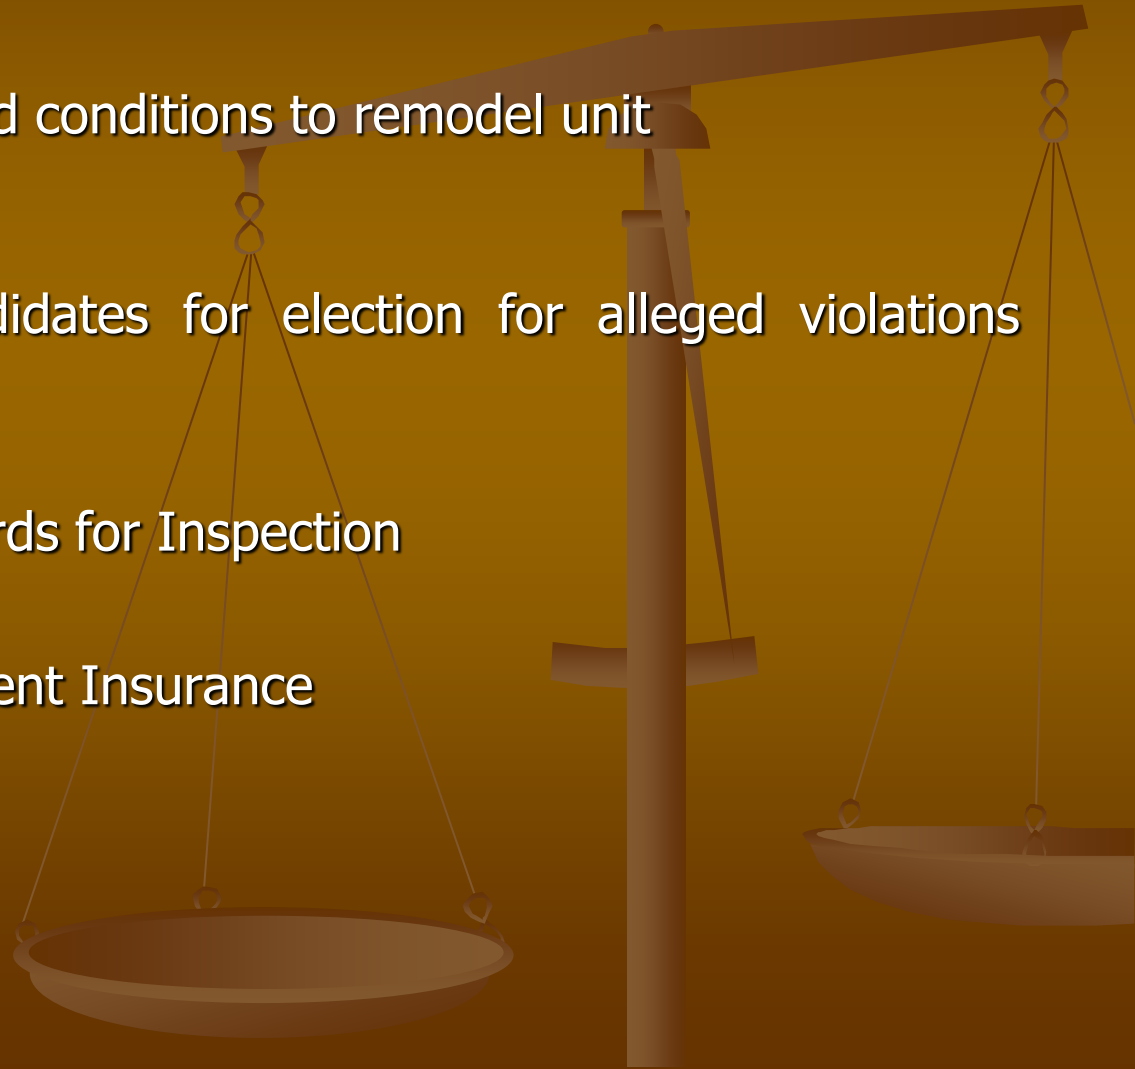 d conditions to remodel unit
didates for election for alleged violations
rds for Inspection
ent Insurance